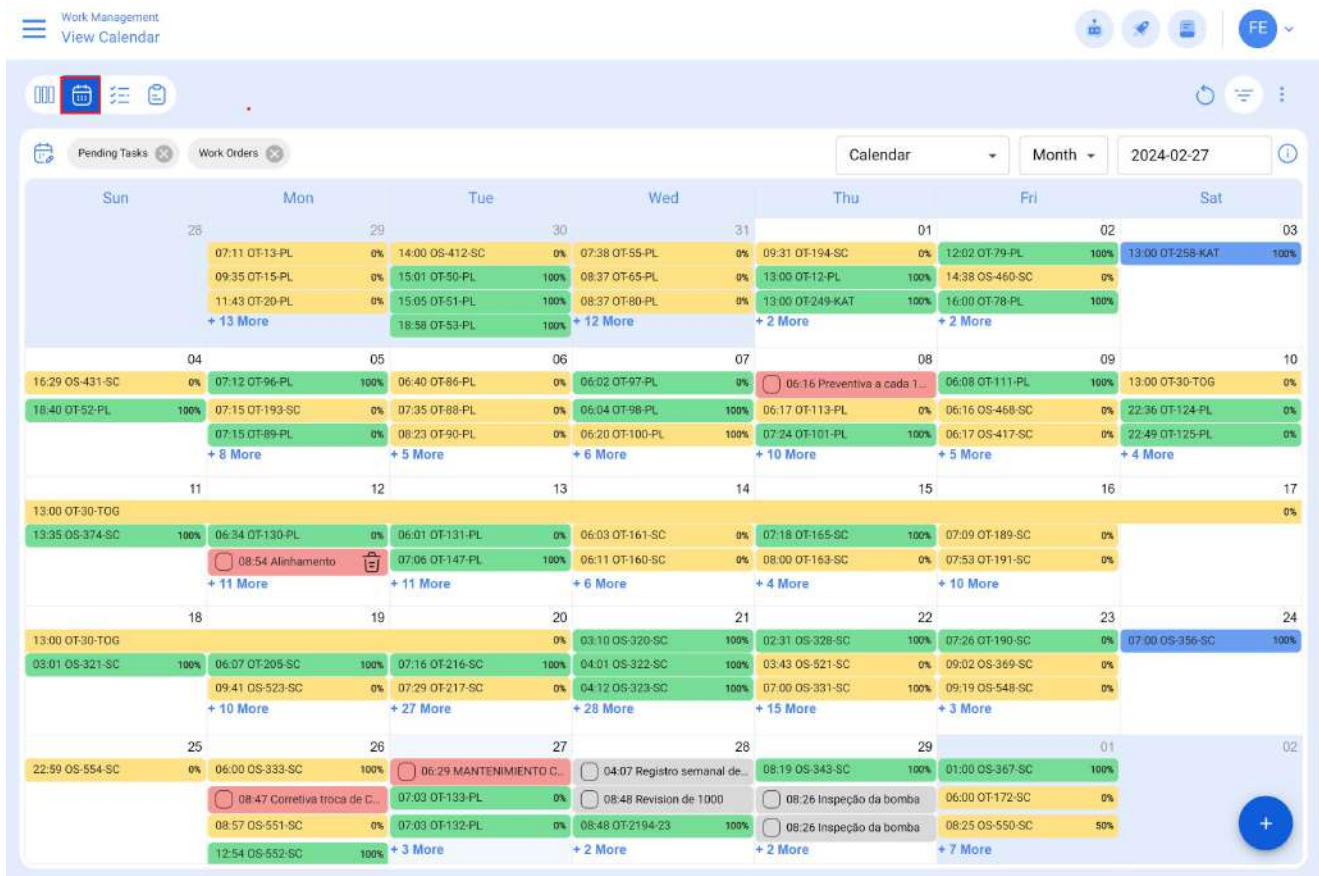 Work Management
View Calendar
FE
Pending Tasks
Work Orders
Calendar
Month
2024-02-27
Sun Mon Tue Wed Thu Fri Sat
28 29 30 31 01 02 03
07:11 OT-13-PL 0% 14:00 OS-412-SC 0% 07:38 OT-55-PL 0% 09:31 OT-194-SC 0% 12:02 OT-79-PL 100% 13:00 OT-258-KAT 100%
09:35 OT-15-PL 0% 15:01 OT-50-PL 100% 08:37 OT-65-PL 0% 13:00 OT-12-PL 100% 14:38 OS-460-SC 0%
11:43 OT-20-PL 0% 15:05 OT-51-PL 100% 08:37 OT-80-PL 0% 13:00 OT-249-KAT 100% 16:00 OT-78-PL 100%
+ 13 More 18:58 OT-53-PL 100% + 12 More + 2 More + 2 More
04 05 06 07 08 09 10
16:29 OS-431-SC 0% 07:12 OT-96-PL 100% 06:40 OT-86-PL 0% 06:02 OT-97-PL 0% 06:16 Preventiva a cada 1... 06:08 OT-111-PL 100% 13:00 OT-30-TOG 0%
18:40 OT-52-PL 100% 07:15 OT-193-SC 0% 07:35 OT-88-PL 0% 06:04 OT-98-PL 100% 06:17 OT-113-PL 0% 06:16 OS-468-SC 0% 22:36 OT-124-PL 0%
07:15 OT-89-PL 0% 08:23 OT-90-PL 0% 06:20 OT-100-PL 100% 07:24 OT-101-PL 100% 06:17 OS-417-SC 0% 22:49 OT-125-PL 0%
+ 8 More + 5 More + 6 More + 10 More + 5 More + 4 More
11 12 13 14 15 16 17
13:00 OT-30-TOG 0%
13:35 OS-374-SC 100% 06:34 OT-130-PL 0% 06:01 OT-131-PL 0% 06:03 OT-161-SC 0% 07:18 OT-165-SC 100% 07:09 OT-189-SC 0%
08:54 Alinhamento 07:06 OT-147-PL 100% 06:11 OT-160-SC 0% 08:00 OT-163-SC 0% 07:53 OT-191-SC 0%
+ 11 More + 11 More + 6 More + 4 More + 10 More
18 19 20 21 22 23 24
13:00 OT-30-TOG 0% 03:10 OS-320-SC 100% 02:31 OS-328-SC 100% 07:26 OT-190-SC 0% 07:00 OS-356-SC 100%
03:01 OS-321-SC 100% 06:07 OT-205-SC 100% 07:16 OT-216-SC 100% 04:01 OS-322-SC 100% 03:43 OS-521-SC 0% 09:02 OS-369-SC 0%
09:41 OS-523-SC 0% 07:29 OT-217-SC 0% 04:12 OS-323-SC 100% 07:00 OS-331-SC 100% 09:19 OS-548-SC 0%
+ 10 More + 27 More + 28 More + 15 More + 3 More
25 26 27 28 29 01 02
22:59 OS-554-SC 0% 06:00 OS-333-SC 100% 06:29 MANTENIMIENTO C... 04:07 Registro semanal de... 08:19 OS-343-SC 100% 01:00 OS-367-SC 100%
08:47 Corretiva troca de C... 07:03 OT-133-PL 0% 08:48 Revision de 1000 08:26 Inspeção da bomba 06:00 OT-172-SC 0%
08:57 OS-551-SC 0% 07:03 OT-132-PL 0% 08:48 OT-2194-23 100% 08:26 Inspeção da bomba 08:25 OS-550-SC 50%
12:54 OS-552-SC 100% + 3 More + 2 More + 2 More + 7 More